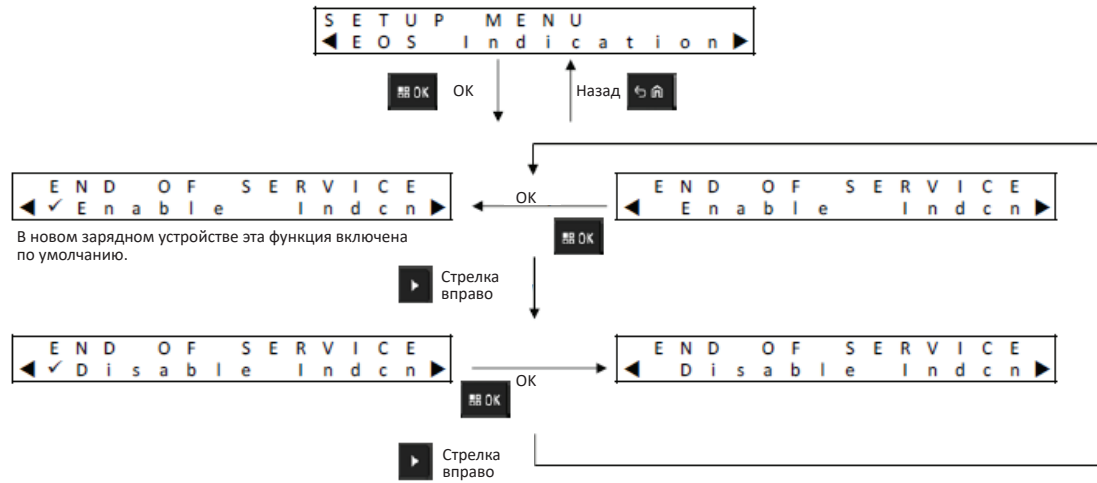 SETUP MENU
◀EOS Indication▶
OK
OK
Назад
END OF SERVICE
◀✓Enable Indcn▶
OK
END OF SERVICE
◀ Enable Indcn▶
OK
В новом зарядном устройстве эта функция включена
по умолчанию.
Стрелка
вправо
END OF SERVICE
◀✓Disable Indcn▶
OK
END OF SERVICE
◀ Disable Indcn▶
OK
Стрелка
вправо